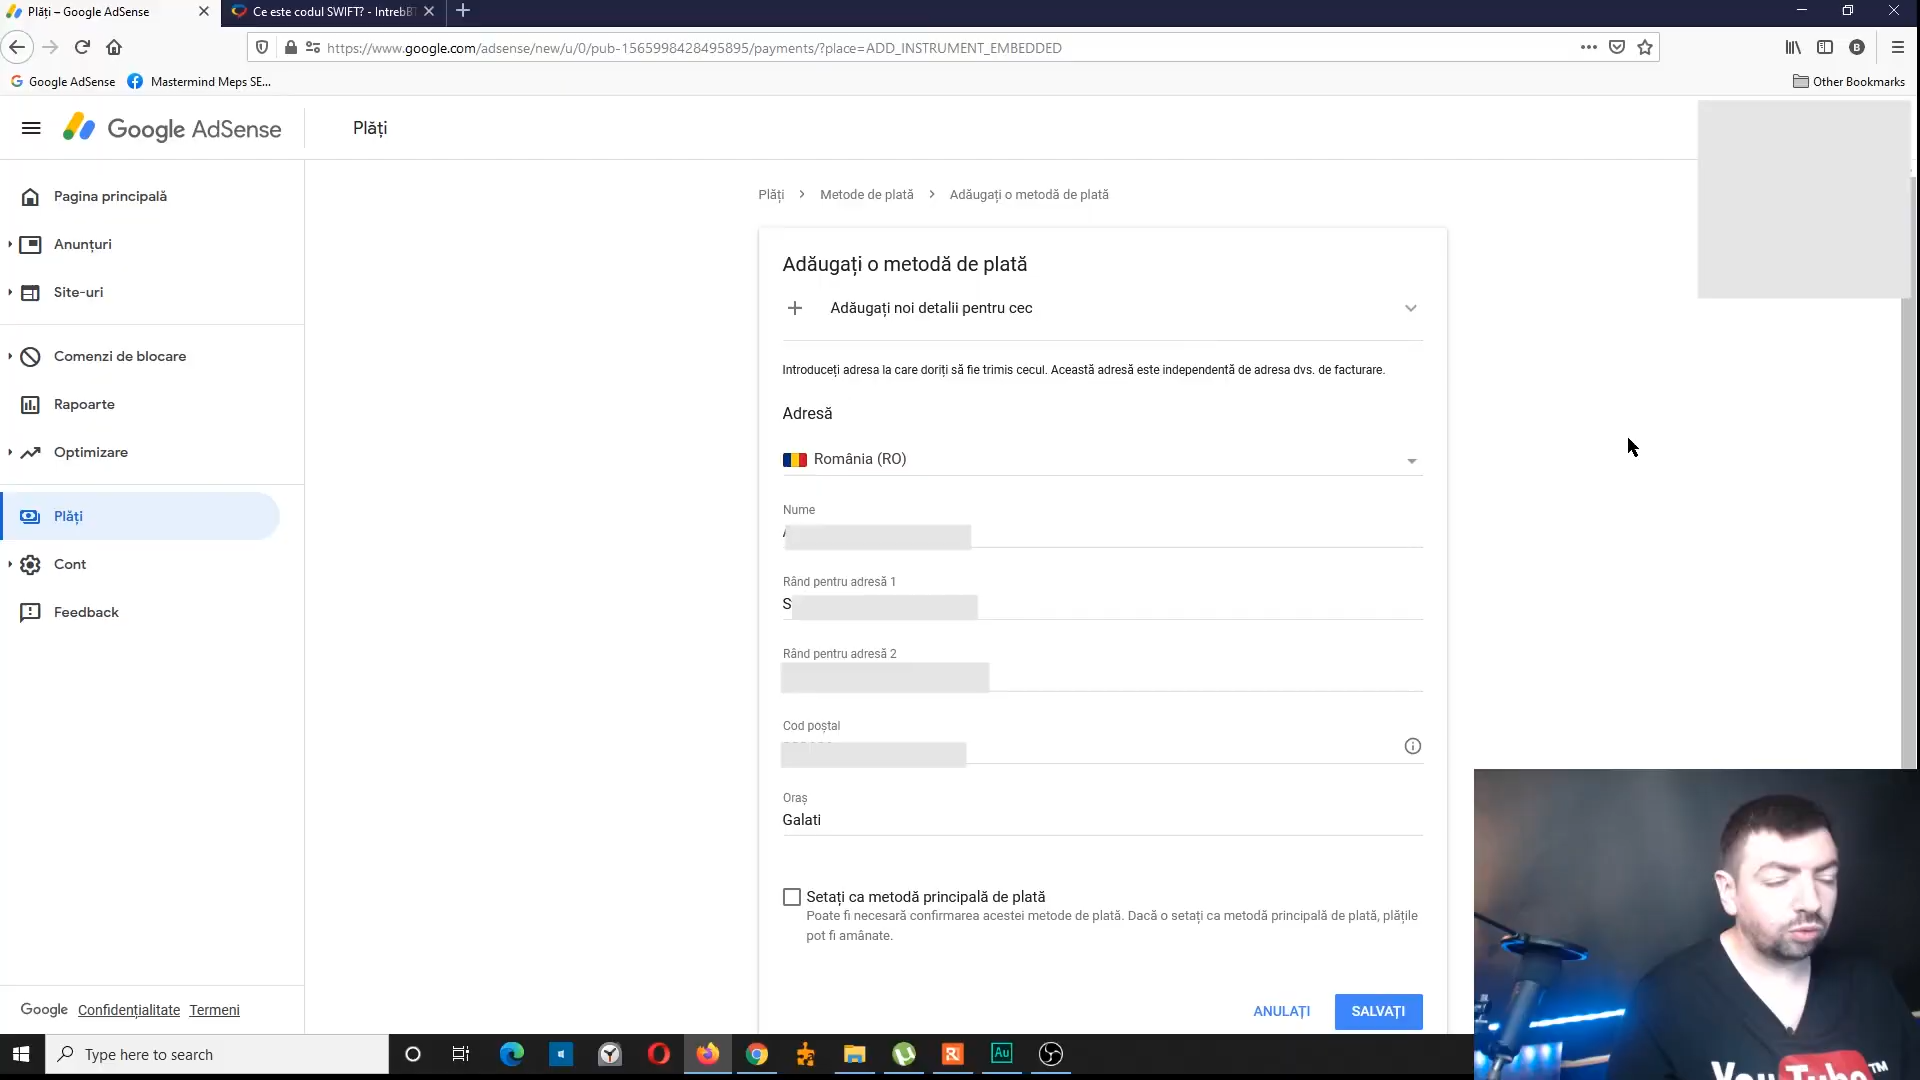 Plăți – Google AdSense
Ce este codul SWIFT? - IntrebB
https://www.google.com/adsense/new/u/0/pub-1565998428495895/payments/?place=ADD_INSTRUMENT_EMBEDDED
Google AdSense
Mastermind Meps SE...
Other Bookmarks
Google AdSense
Plăți
Pagina principală
Anunțuri
Site-uri
Comenzi de blocare
Rapoarte
Optimizare
Plăți
Cont
Feedback
Google Confidențialitate Termeni
Plăți > Metode de plată > Adăugați o metodă de plată
Adăugați o metodă de plată
Adăugați noi detalii pentru cec
Introduceți adresa la care doriți să fie trimis cecul. Această adresă este independentă de adresa dvs. de facturare.
Adresă
România (RO)
Nume
Rând pentru adresă 1
S
Rând pentru adresă 2
Cod poștal
Oraș
Galati
Setați ca metodă principală de plată
Poate fi necesară confirmarea acestei metode de plată. Dacă o setați ca metodă principală de plată, plățile
pot fi amânate.
ANULAȚI
SALVAȚI
YouTube™
Type here to search
Au